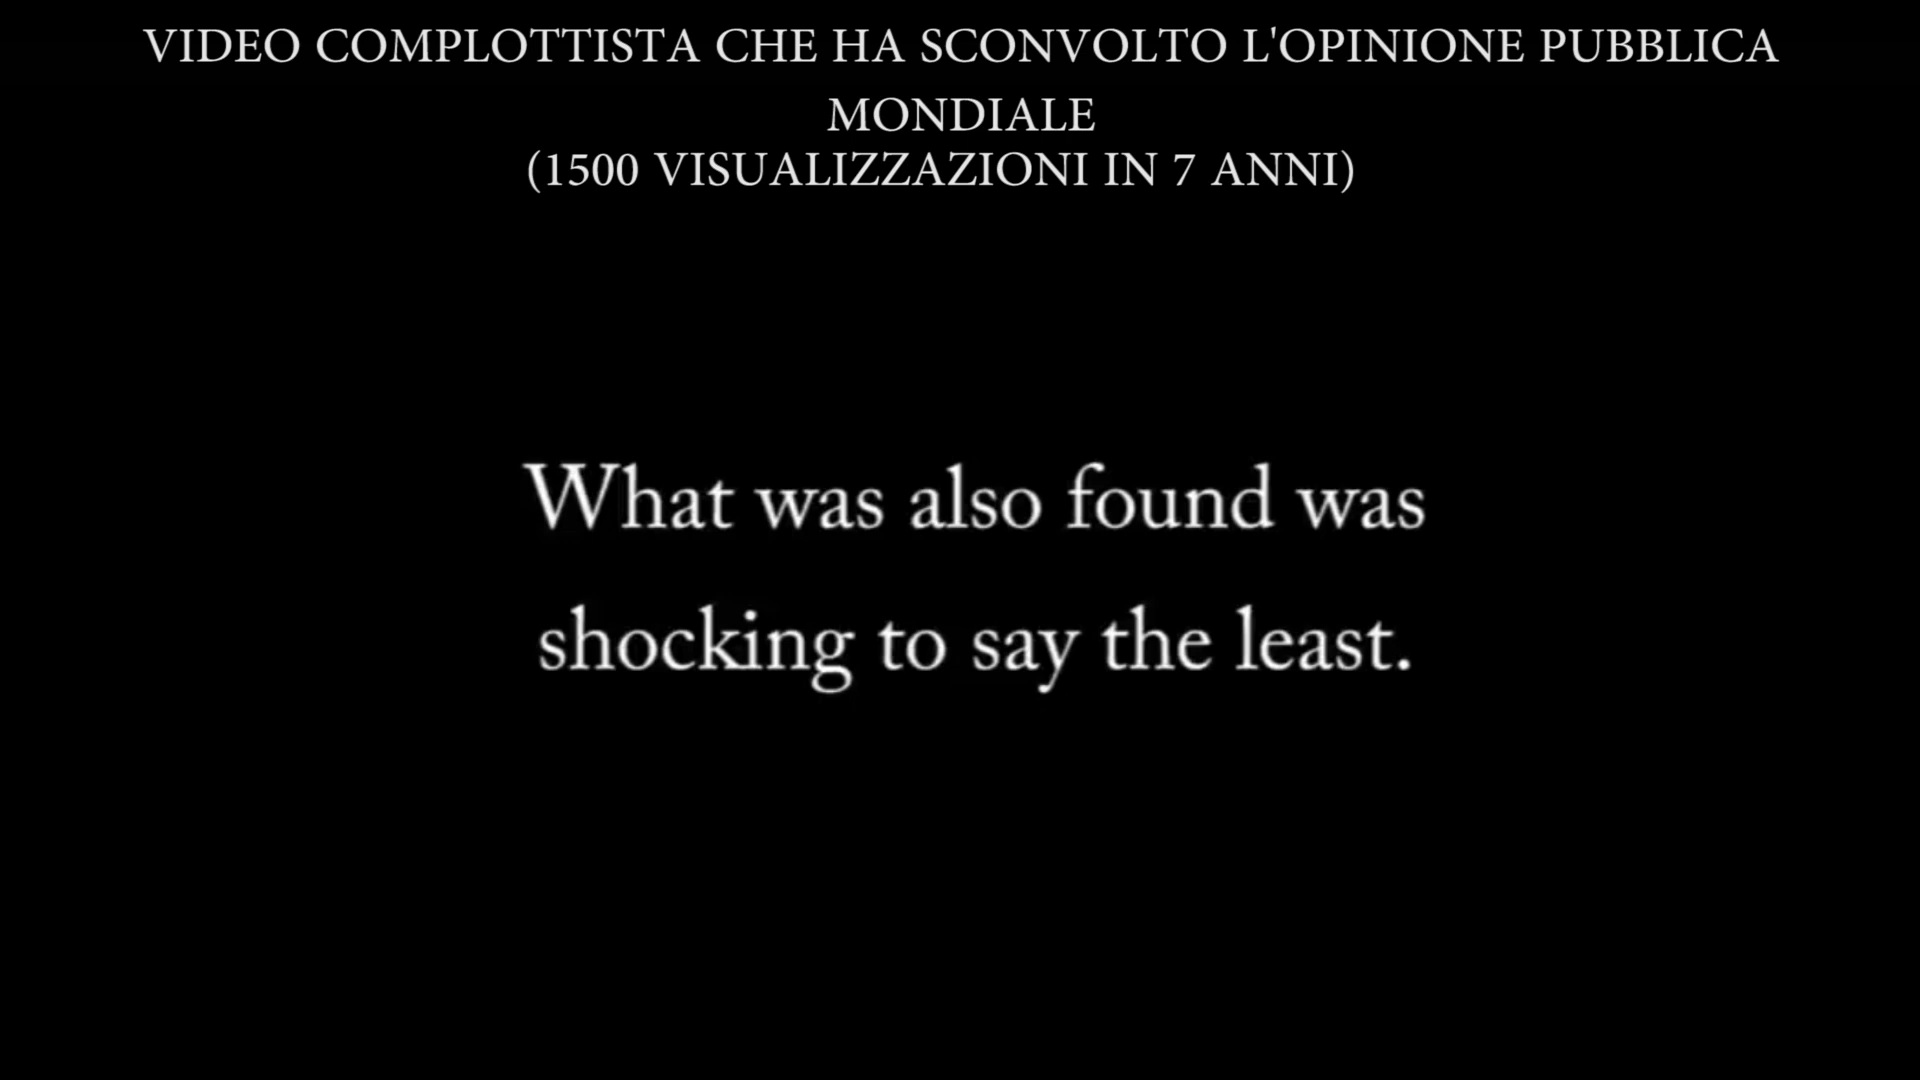 VIDEO COMPLOTTISTA CHE HA SCONVOLTO L'OPINIONE PUBBLICA
MONDIALE
(1500 VISUALIZZAZIONI IN 7 ANNI)
What was also found was
shocking to say the least.